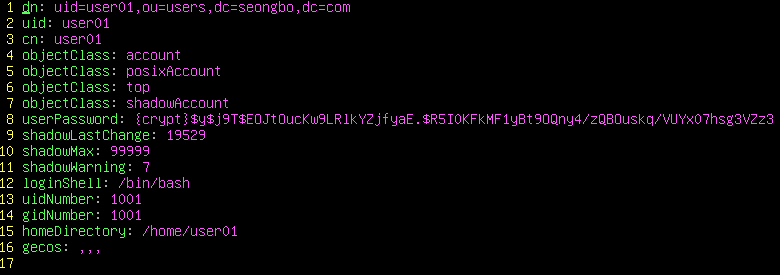 1 dn: uid=user01,ou=users,dc=seongbo,dc=com
2 uid: user01
3 cn: user01
4 objectClass: account
5 objectClass: posixAccount
6 objectClass: top
7 objectClass: shadowAccount
8 userPassword: {crypt}$y$j9T$EOJtOucKw9LRlkYZjfyaE.$R5I0KFkMF1yBt9OQny4/zQBOuskq/VUYx07hsg3VZz3
9 shadowLastChange: 19529
10 shadowMax: 99999
11 shadowWarning: 7
12 loginShell: /bin/bash
13 uidNumber: 1001
14 gidNumber: 1001
15 homeDirectory: /home/user01
16 gecos: ,,,
17